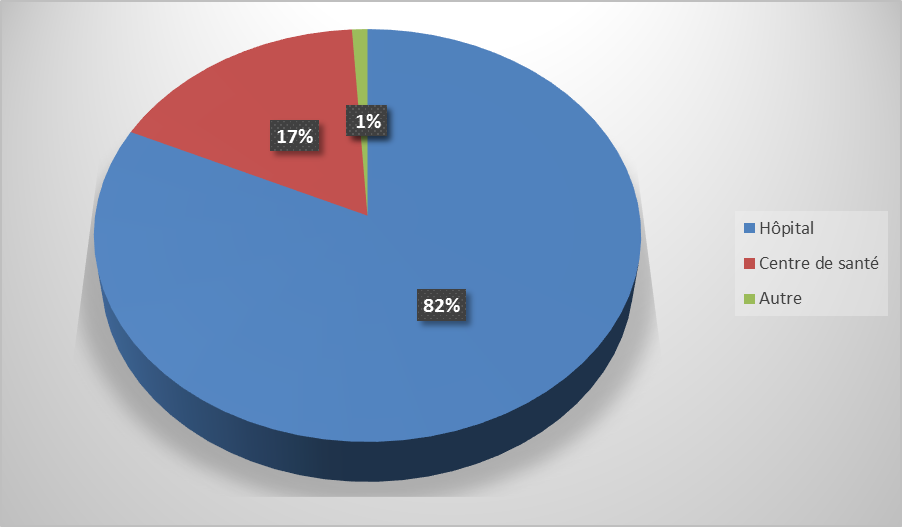 17%
1%
82%
Hôpital
Centre de santé
Autre